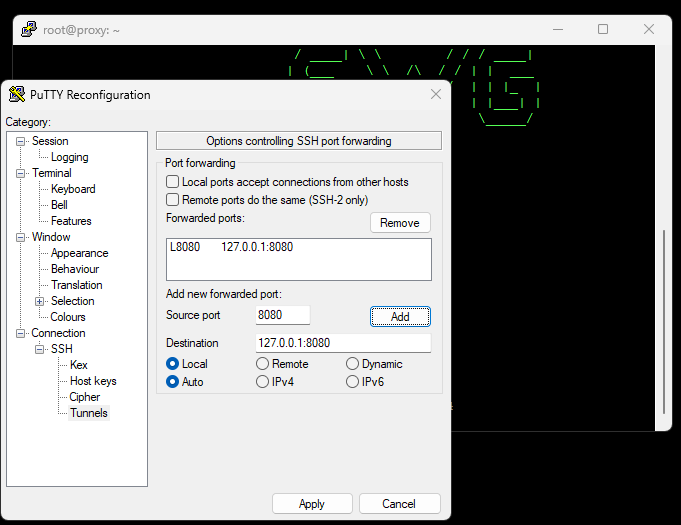 root@proxy: ~
PuTTY Reconfiguration
Category:
Session
Logging
Terminal
Keyboard
Bell
Features
Window
Appearance
Behaviour
Translation
Selection
Colours
Connection
SSH
Kex
Host keys
Cipher
Tunnels
Options controlling SSH port forwarding
Port forwarding
Local ports accept connections from other hosts
Remote ports do the same (SSH-2 only)
Forwarded ports:
Remove
L8080 127.0.0.1:8080
Add new forwarded port:
Source port 8080 Add
Destination 127.0.0.1:8080
Local Remote Dynamic
Auto IPv4 IPv6
Apply Cancel